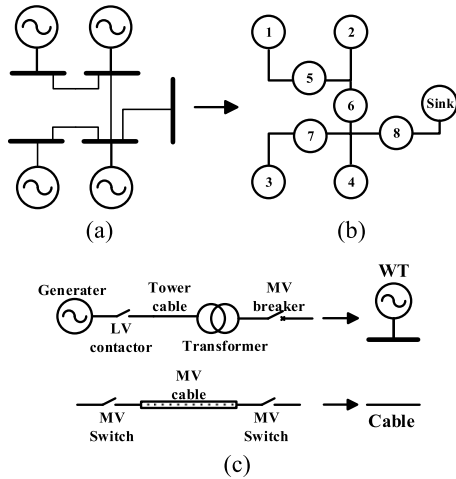 1
2
5
6
Sink
7
8
3
4
(a)
(b)
Generater
Tower
cable
MV
breaker
WT
LV
contactor
Transformer
MV
cable
MV
Switch
MV
Switch
Cable
(c)